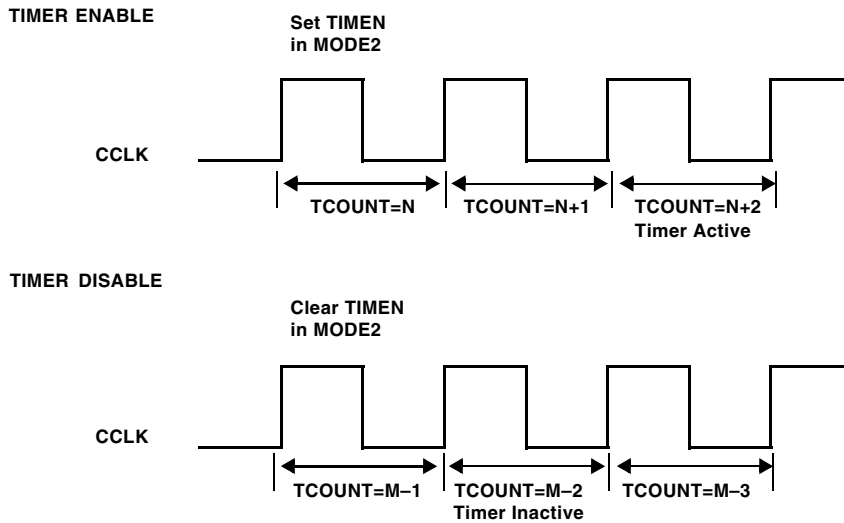 TIMER ENABLE
Set TIMEN
in MODE2
CCLK
TCOUNT=N
TCOUNT=N+1
TCOUNT=N+2
Timer Active
TIMER DISABLE
Clear TIMEN
in MODE2
CCLK
TCOUNT=M–1
TCOUNT=M–2
Timer Inactive
TCOUNT=M–3